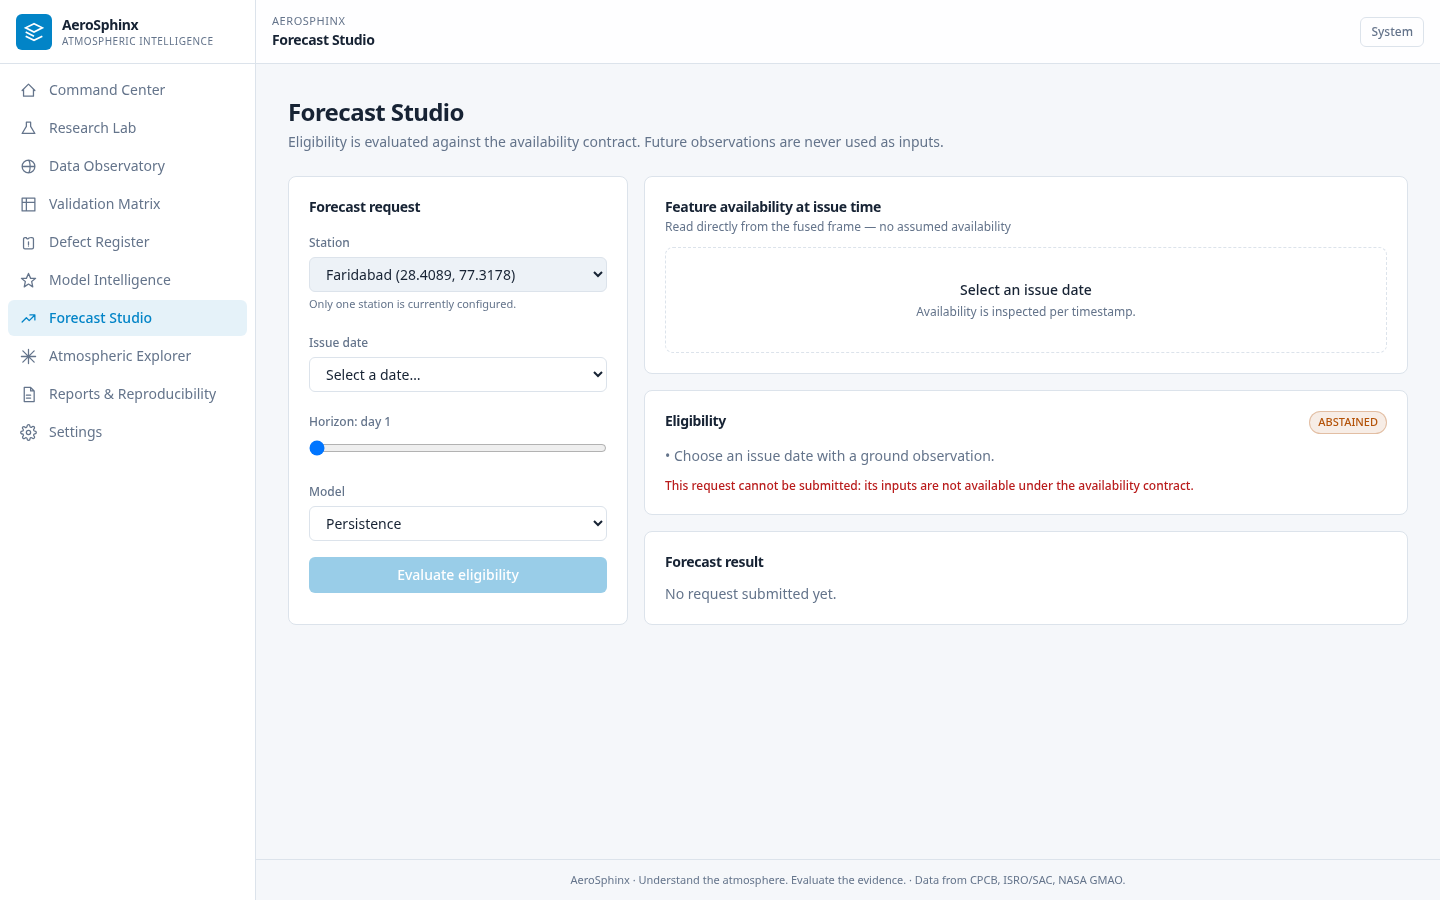 AeroSphinx
ATMOSPHERIC INTELLIGENCE
Command Center
Research Lab
Data Observatory
Validation Matrix
Defect Register
Model Intelligence
Forecast Studio
Atmospheric Explorer
Reports & Reproducibility
Settings
AEROSPHINX
Forecast Studio
System
Forecast Studio
Eligibility is evaluated against the availability contract. Future observations are never used as inputs.
Forecast request
Station
Faridabad (28.4089, 77.3178)
Only one station is currently configured.
Issue date
Select a date...
Horizon: day 1
Model
Persistence
Evaluate eligibility
Feature availability at issue time
Read directly from the fused frame — no assumed availability
Select an issue date
Availability is inspected per timestamp.
Eligibility
ABSTAINED
• Choose an issue date with a ground observation.
This request cannot be submitted: its inputs are not available under the availability contract.
Forecast result
No request submitted yet.
AeroSphinx · Understand the atmosphere. Evaluate the evidence. · Data from CPCB, ISRO/SAC, NASA GMAO.